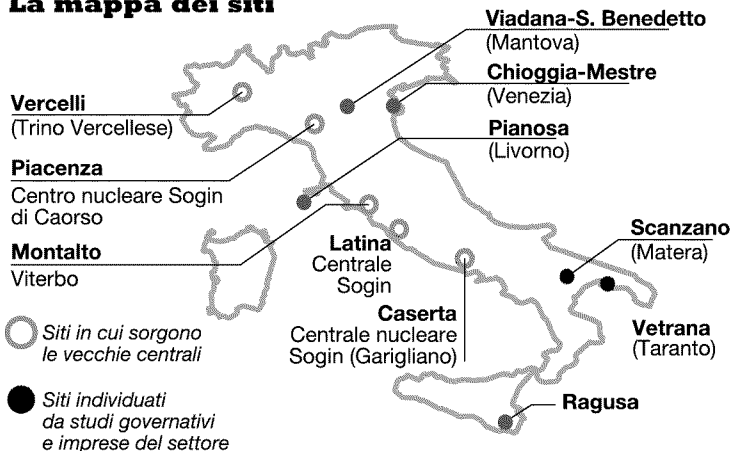 La mappa dei siti
Viadana-S. Benedetto
(Mantova)
Chioggia-Mestre
(Venezia)
Pianosa
(Livorno)
Vercelli
(Trino Vercellese)
Piacenza
Centro nucleare Sogin
di Caorso
Montalto
Viterbo
Latina
Centrale
Sogin
Caserta
Centrale nucleare
Sogin (Garigliano)
Scanzano
(Matera)
Vetrana
(Taranto)
Ragusa
Siti in cui sorgono
le vecchie centrali
Siti individuati
da studi governativi
e imprese del settore